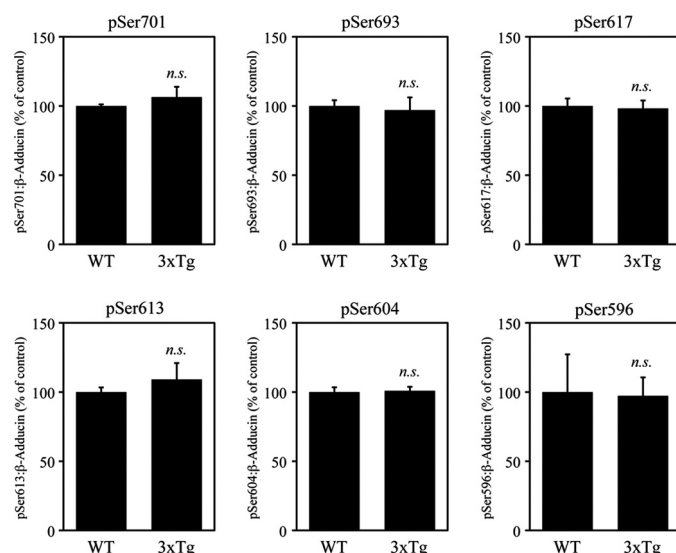 pSer701
pSer693
pSer617
pSer701:β-Adducin (% of control)
150
100
50
0
n.s.
WT
3xTg
pSer693:β-Adducin (% of control)
150
100
50
0
n.s.
WT
3xTg
pSer617:β-Adducin (% of control)
150
100
50
0
n.s.
WT
3xTg
pSer613
pSer604
pSer596
pSer613:β-Adducin (% of control)
150
100
50
0
n.s.
WT
3xTg
pSer604:β-Adducin (% of control)
150
100
50
0
n.s.
WT
3xTg
pSer596:β-Adducin (% of control)
150
100
50
0
n.s.
WT
3xTg